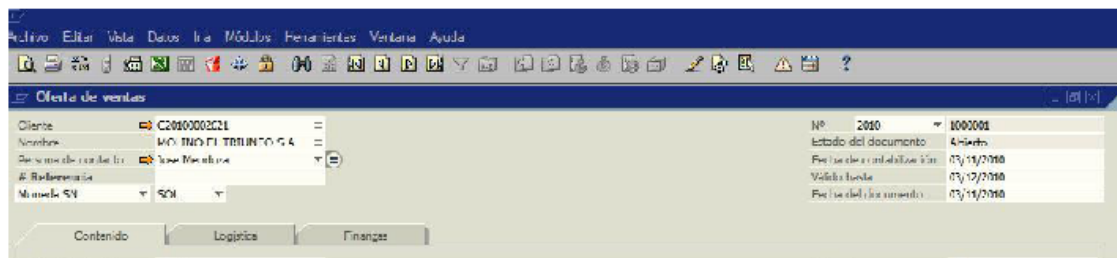 Archivo Editar Vista Datos Ir a Módulos Herramientas Ventana Ayuda
Oferta de ventas
Cliente C20100002621 Nº 2010 1000001
Nombre MOLINO EL TRIUNFO S A Estado del documento Abierto
Persona de contacto Jose Mendoza Fecha de contabilización 03/11/2010
# Referencia Válido hasta 03/12/2010
Moneda SN SOL Fecha del documento 03/11/2010
Contenido Logística Finanzas